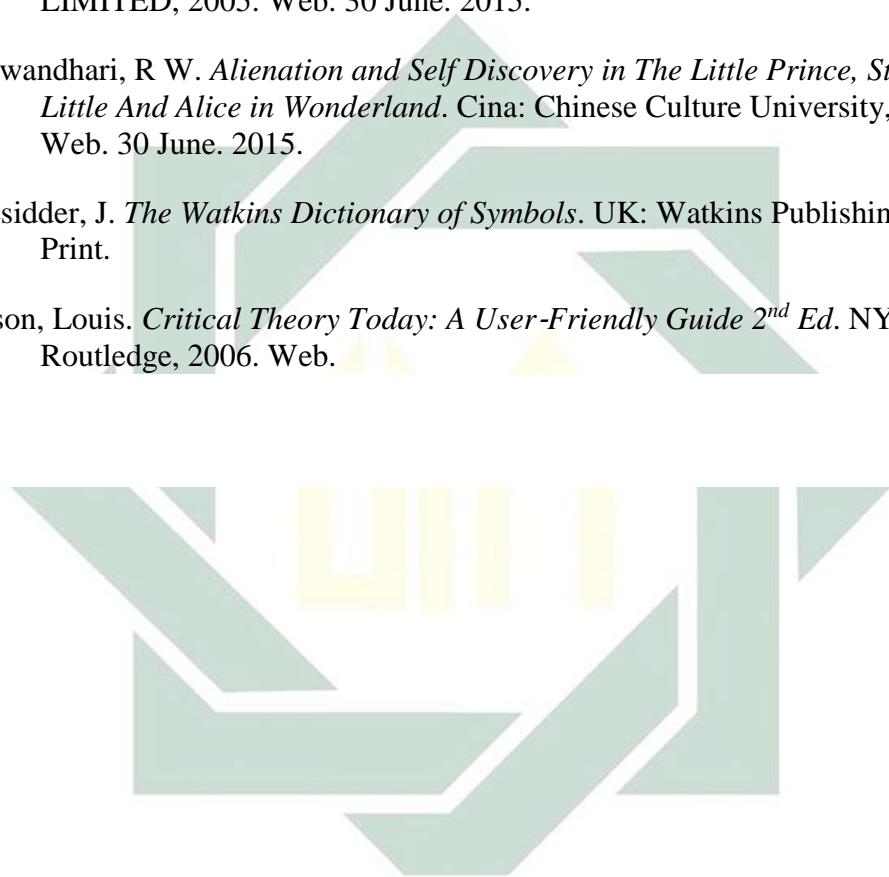 LIMITED, 2005. Web. 30 June. 2015.
wandhari, R W. Alienation and Self Discovery in The Little Prince, St
Little And Alice in Wonderland. Cina: Chinese Culture University,
Web. 30 June. 2015.
sidder, J. The Watkins Dictionary of Symbols. UK: Watkins Publishin
Print.
son, Louis. Critical Theory Today: A User-Friendly Guide 2nd Ed. NY
Routledge, 2006. Web.